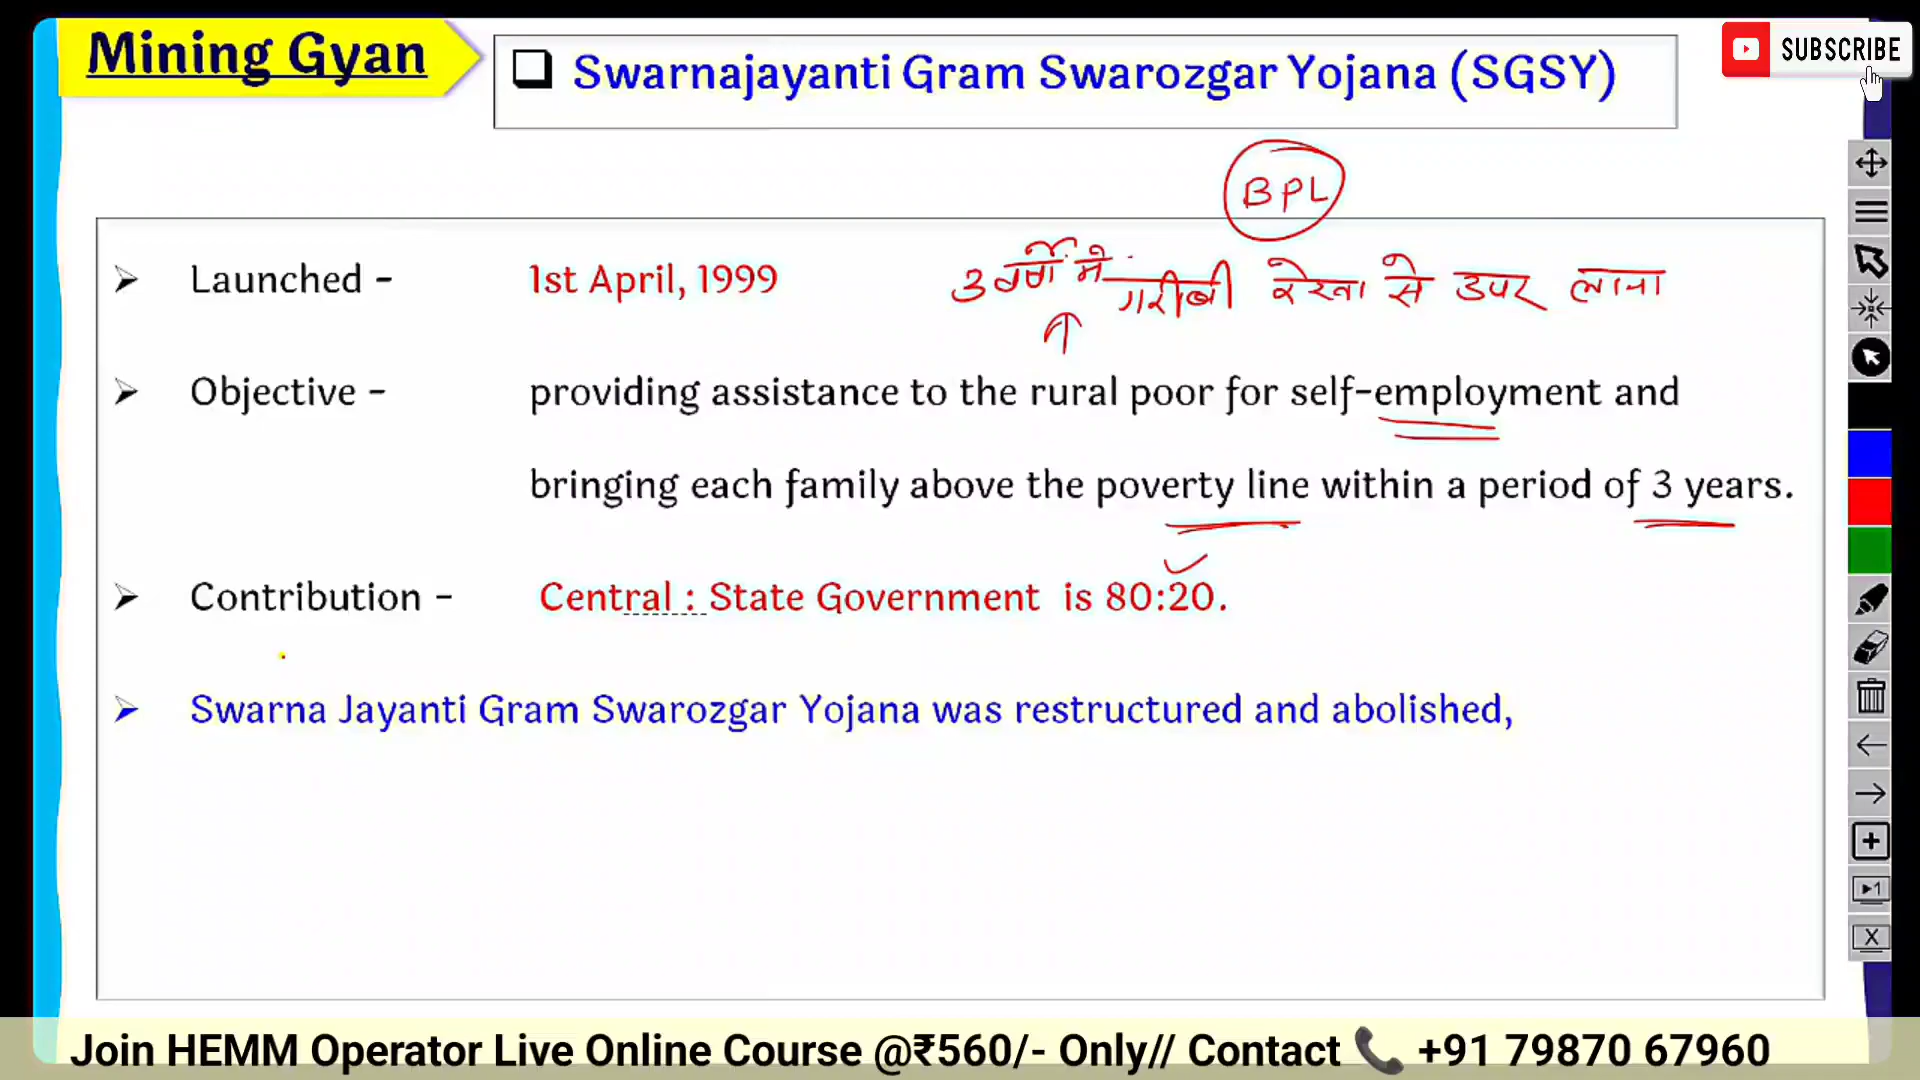 Mining Gyan
Swarnajayanti Gram Swarozgar Yojana (SGSY)
SUBSCRIBE
BPL
Launched - 1st April, 1999
3 वर्षों में गरीबी रेखा से उपर लाना
Objective - providing assistance to the rural poor for self-employment and
bringing each family above the poverty line within a period of 3 years.
Contribution - Central : State Government is 80:20.
Swarna Jayanti Gram Swarozgar Yojana was restructured and abolished,
Join HEMM Operator Live Online Course @₹560/- Only// Contact 📞 +91 79870 67960